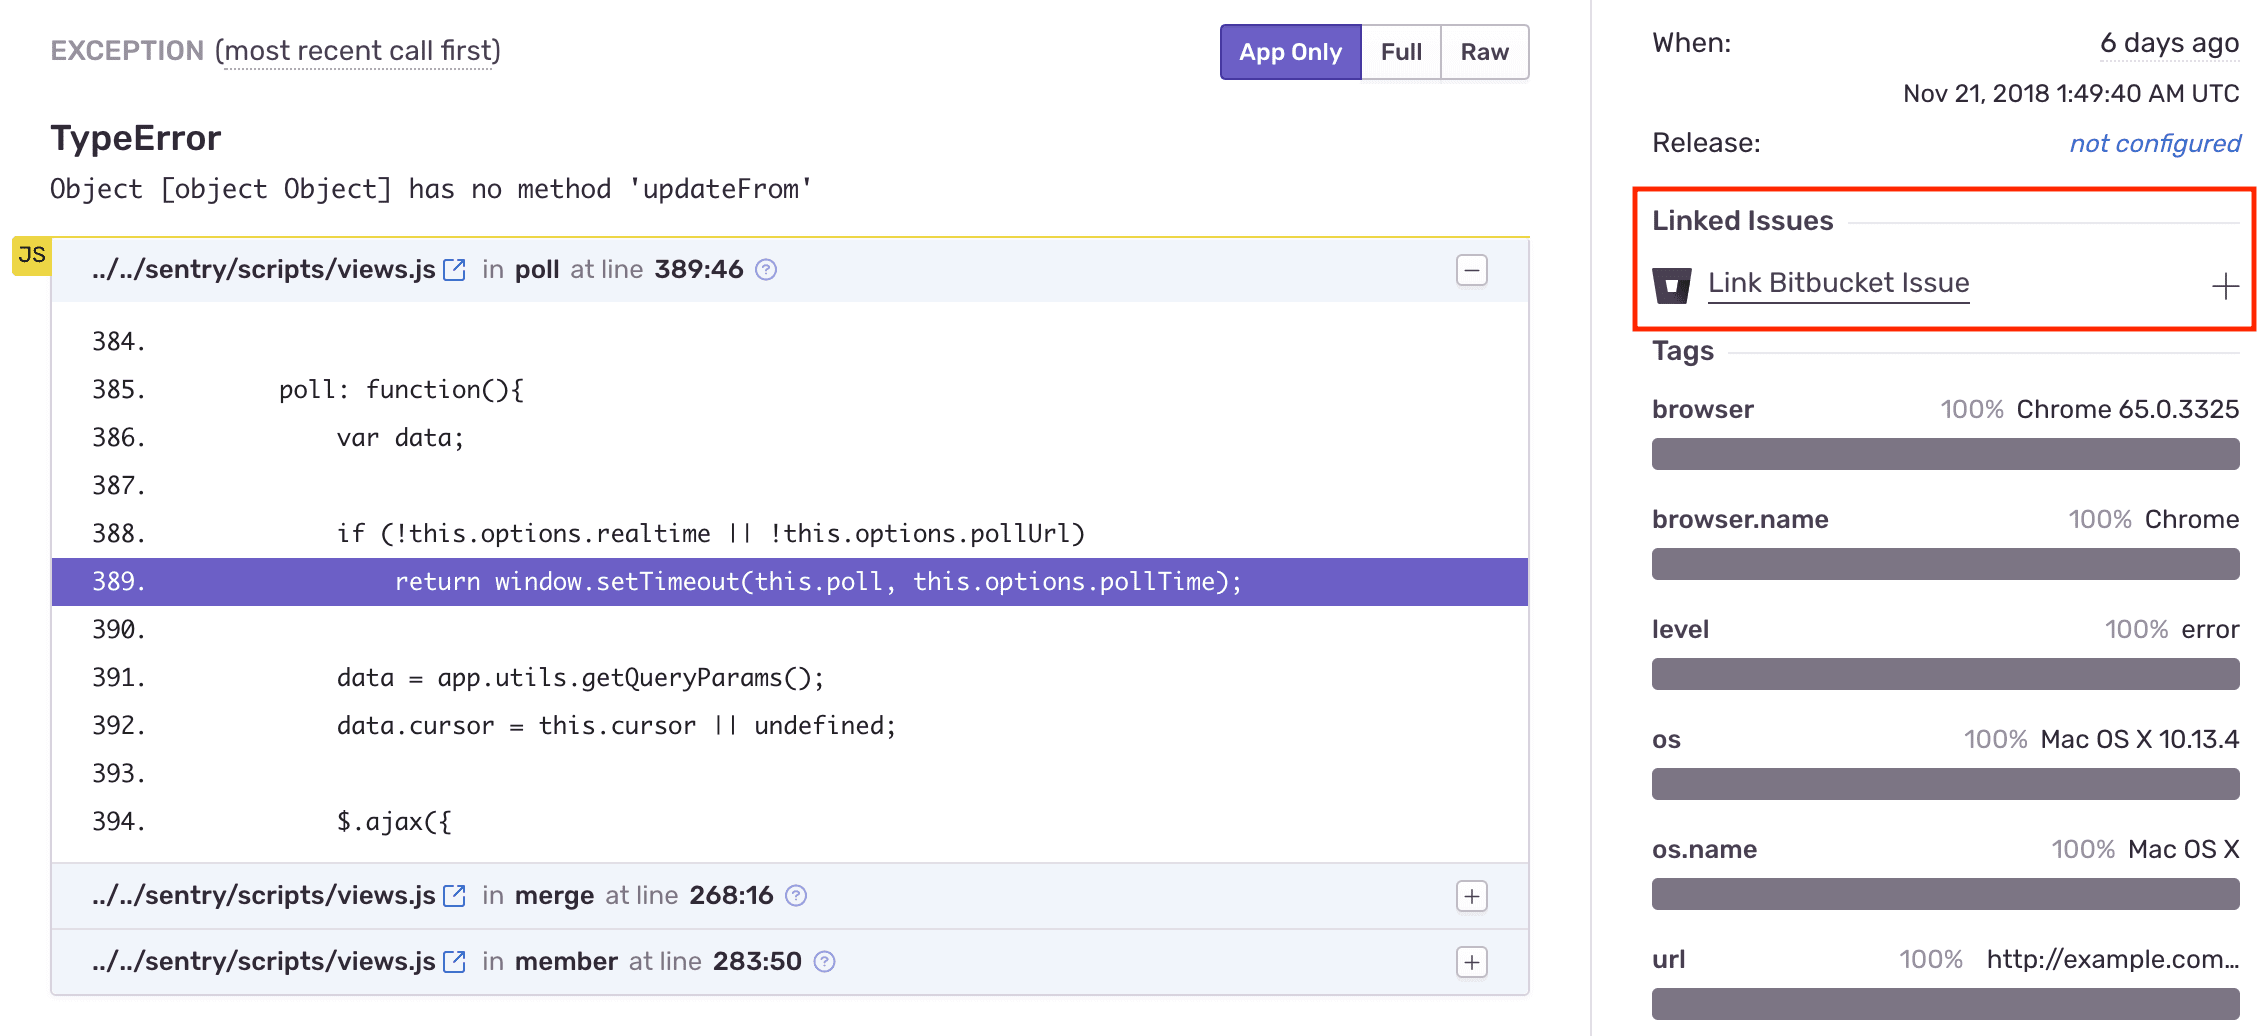 EXCEPTION (most recent call first)
App Only Full Raw
TypeError
Object [object Object] has no method 'updateFrom'
JS
../../sentry/scripts/views.js in poll at line 389:46 ?
384.
385. poll: function(){
386. var data;
387.
388. if (!this.options.realtime || !this.options.pollUrl)
389. return window.setTimeout(this.poll, this.options.pollTime);
390.
391. data = app.utils.getQueryParams();
392. data.cursor = this.cursor || undefined;
393.
394. $.ajax({
../../sentry/scripts/views.js in merge at line 268:16 ?
../../sentry/scripts/views.js in member at line 283:50 ?
When: 6 days ago
Nov 21, 2018 1:49:40 AM UTC
Release: not configured
Linked Issues
Link Bitbucket Issue
Tags
browser 100% Chrome 65.0.3325
browser.name 100% Chrome
level 100% error
os 100% Mac OS X 10.13.4
os.name 100% Mac OS X
url 100% http://example.com...